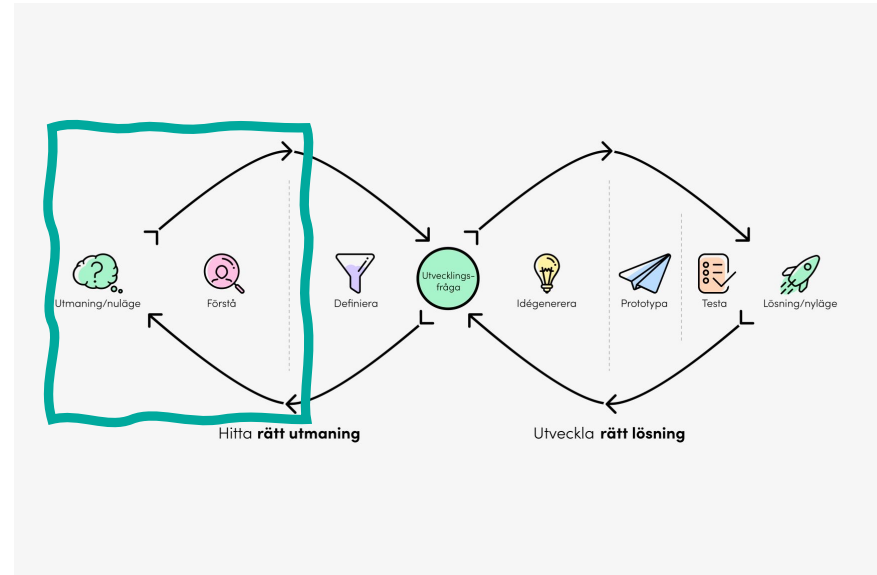 Utmaning/nuläge
Förstå
Definiera
Utvecklings-
fråga
Idégenerera
Prototypa
Testa
Lösning/nyläge
Hitta rätt utmaning
Utveckla rätt lösning